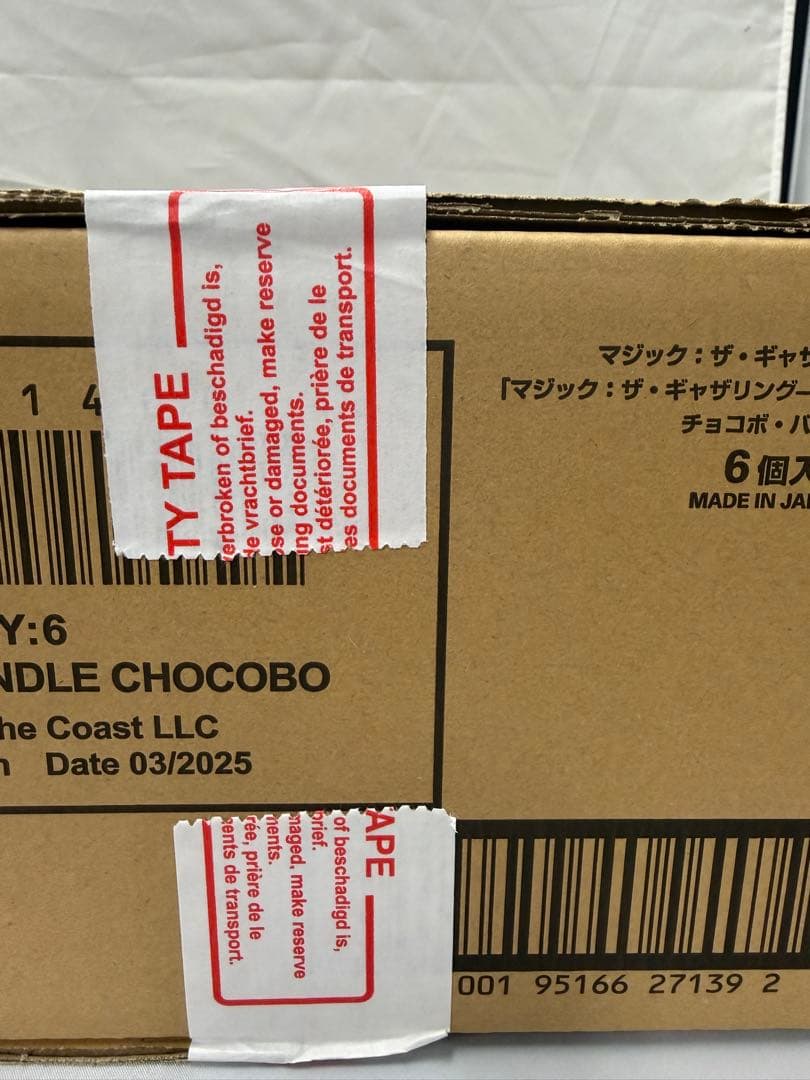 TY TAPE
verbroken of beschadigd is,
de vrachtbrief.
se or damaged, make reserve
ing documents.
st détériorée, prière de le
es documents de transport.
1 4
Y:6
NDLE CHOCOBO
he Coast LLC
n Date 03/2025
マジック：ザ・ギャザ
「マジック：ザ・ギャザリング—
チョコボ・バ
6個入
MADE IN JAP
APE
of beschadigd is,
brief.
maged, make reserve
ments.
rée, prière de le
ents de transport.
001 95166 27139 2